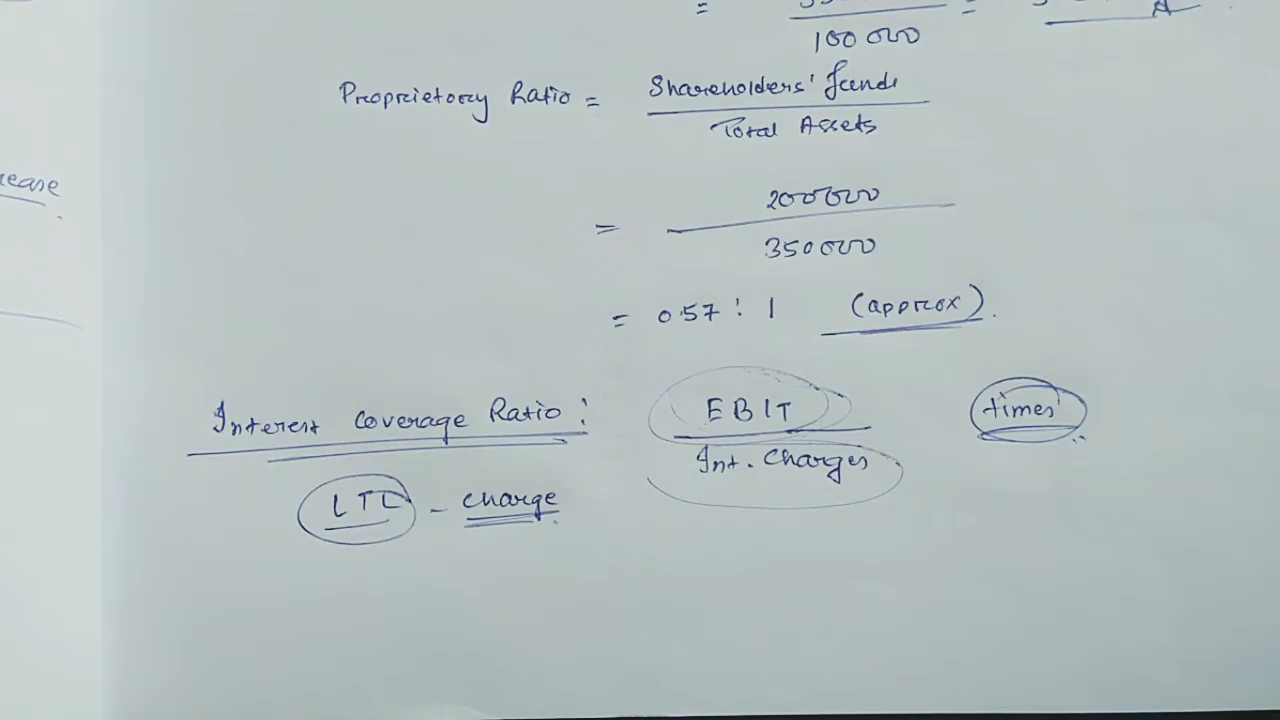 =
=
100000
Proprietory Ratio = Shareholders' funds
Total Assets
= 200000
350000
= 0.57 : 1 (approx).
Interest Coverage Ratio : EBIT times
Int. Charges
LTL - charge